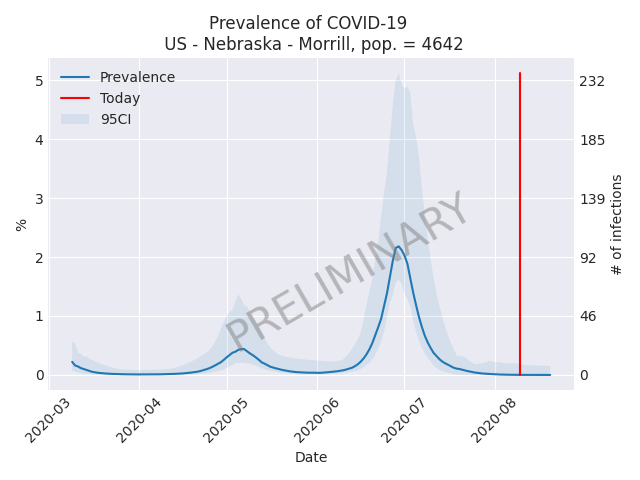 Prevalence of COVID-19
US - Nebraska - Morrill, pop. = 4642
Prevalence
Today
95CI
5
4
3
2
1
0
%
232
185
139
92
46
0
# of infections
PRELIMINARY
2020-03
2020-04
2020-05
2020-06
2020-07
2020-08
Date